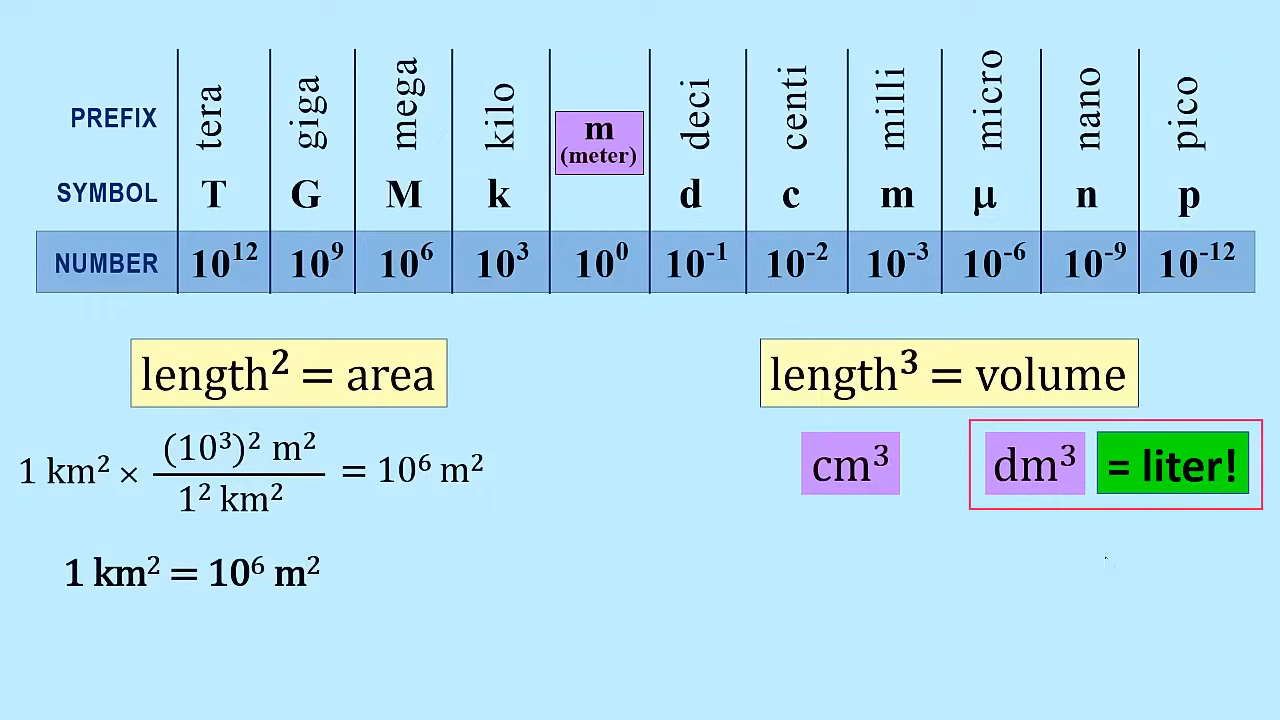 PREFIX tera giga mega kilo m (meter) deci centi milli micro nano pico
SYMBOL T G M k d c m μ n p
NUMBER 10¹² 10⁹ 10⁶ 10³ 10⁰ 10⁻¹ 10⁻² 10⁻³ 10⁻⁶ 10⁻⁹ 10⁻¹²
length² = area
1 km² × (10³)² m² / 1² km² = 10⁶ m²
1 km² = 10⁶ m²
length³ = volume
cm³ dm³ = liter!